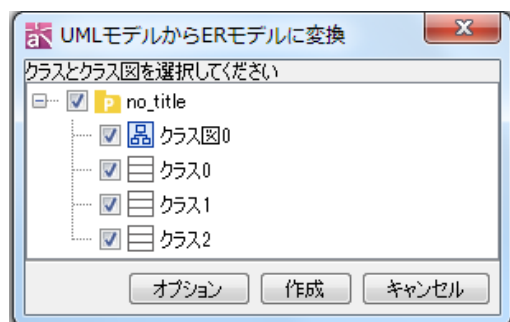 UMLモデルからERモデルに変換
クラスとクラス図を選択してください
no_title
クラス図0
クラス0
クラス1
クラス2
オプション 作成 キャンセル